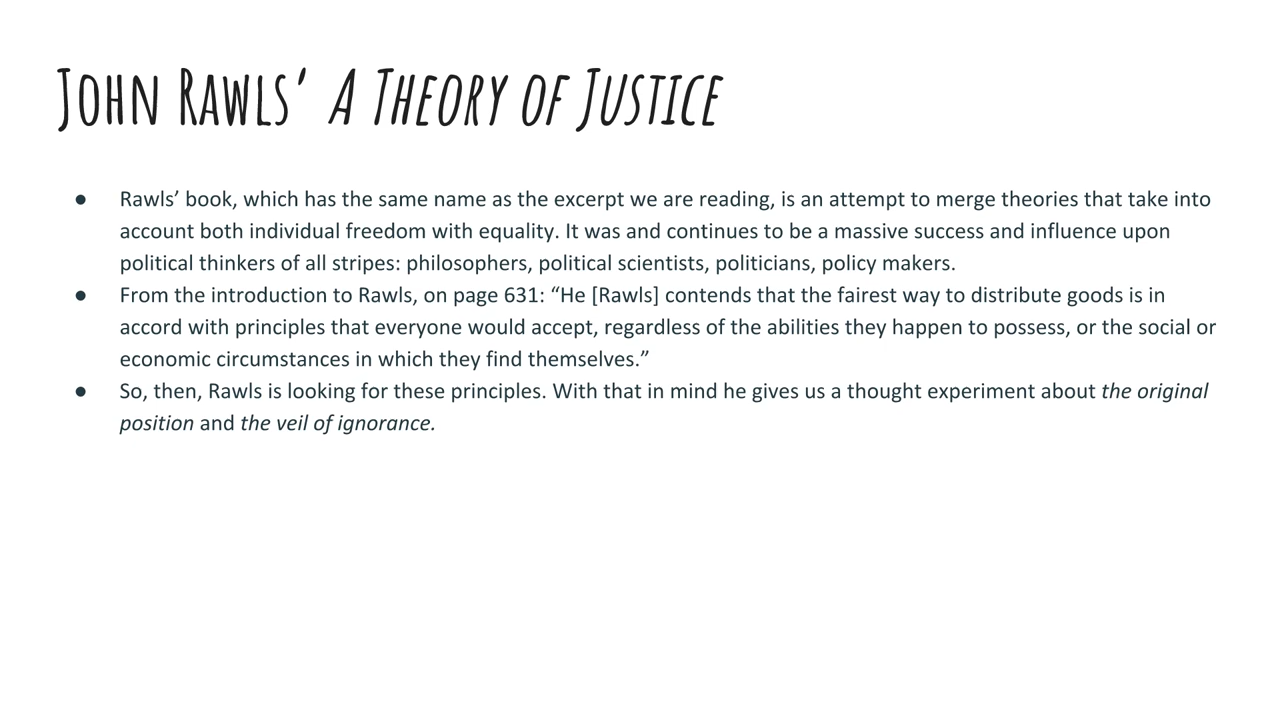 John Rawls’ A Theory of Justice
● Rawls’ book, which has the same name as the excerpt we are reading, is an attempt to merge theories that take into
account both individual freedom with equality. It was and continues to be a massive success and influence upon
political thinkers of all stripes: philosophers, political scientists, politicians, policy makers.
● From the introduction to Rawls, on page 631: “He [Rawls] contends that the fairest way to distribute goods is in
accord with principles that everyone would accept, regardless of the abilities they happen to possess, or the social or
economic circumstances in which they find themselves.”
● So, then, Rawls is looking for these principles. With that in mind he gives us a thought experiment about the original
position and the veil of ignorance.